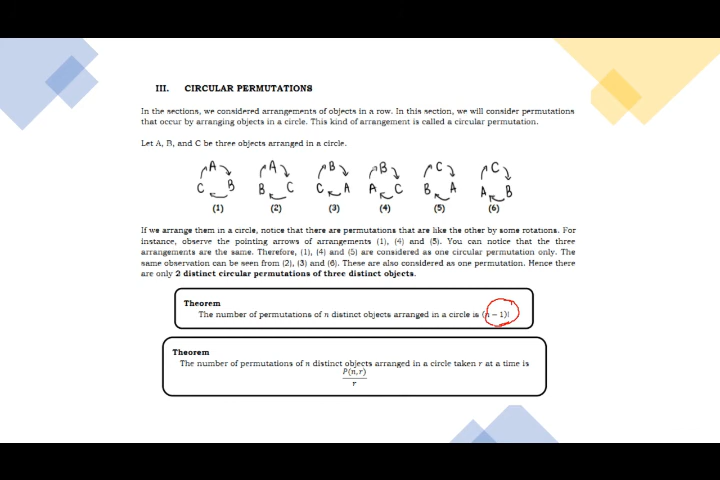 III. CIRCULAR PERMUTATIONS
In the sections, we considered arrangements of objects in a row. In this section, we will consider permutations
that occur by arranging objects in a circle. This kind of arrangement is called a circular permutation.
Let A, B, and C be three objects arranged in a circle.
A A B B C C
C B B C C A A C B A A B
(1) (2) (3) (4) (5) (6)
If we arrange them in a circle, notice that there are permutations that are like the other by some rotations. For
instance, observe the pointing arrows of arrangements (1), (4) and (5). You can notice that the three
arrangements are the same. Therefore, (1), (4) and (5) are considered as one circular permutation only. The
same observation can be seen from (2), (3) and (6). These are also considered as one permutation. Hence there
are only 2 distinct circular permutations of three distinct objects.
Theorem
The number of permutations of n distinct objects arranged in a circle is (n − 1)!
Theorem
The number of permutations of n distinct objects arranged in a circle taken r at a time is
P(n,r)
r